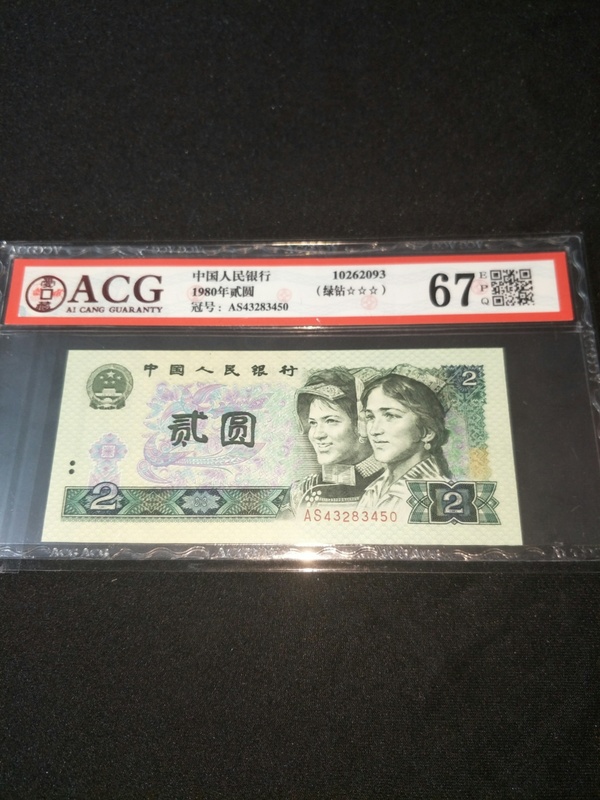 ACG
AI CANG GUARANTY
中国人民银行
1980年贰圆
冠号：AS43283450
10262093
（绿钻☆☆☆）
67
EPQ
中国人民银行
2
贰圆
2
2
AS43283450